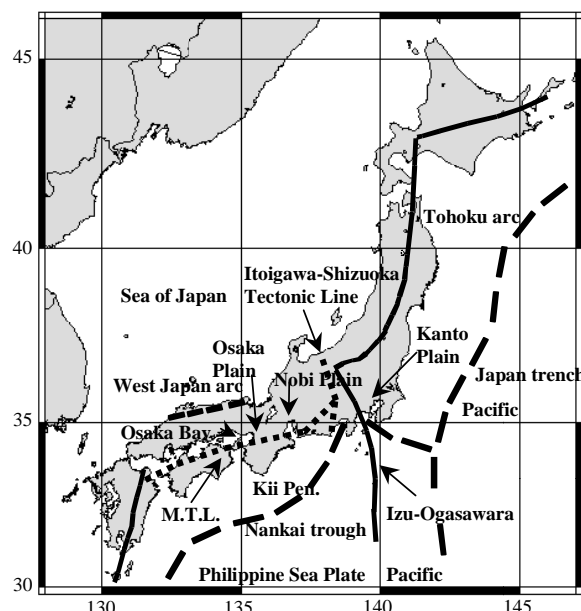 45
Tohoku arc
40
Itoigawa-Shizuoka
Tectonic Line
Sea of Japan
Kanto
Plain
Osaka
Plain
Nobi Plain
Japan trench
West Japan arc
Pacific
35
Osaka Bay
Kii Pen.
M.T.L.
Izu-Ogasawara
Nankai trough
Philippine Sea Plate
Pacific
30
130
135
140
145